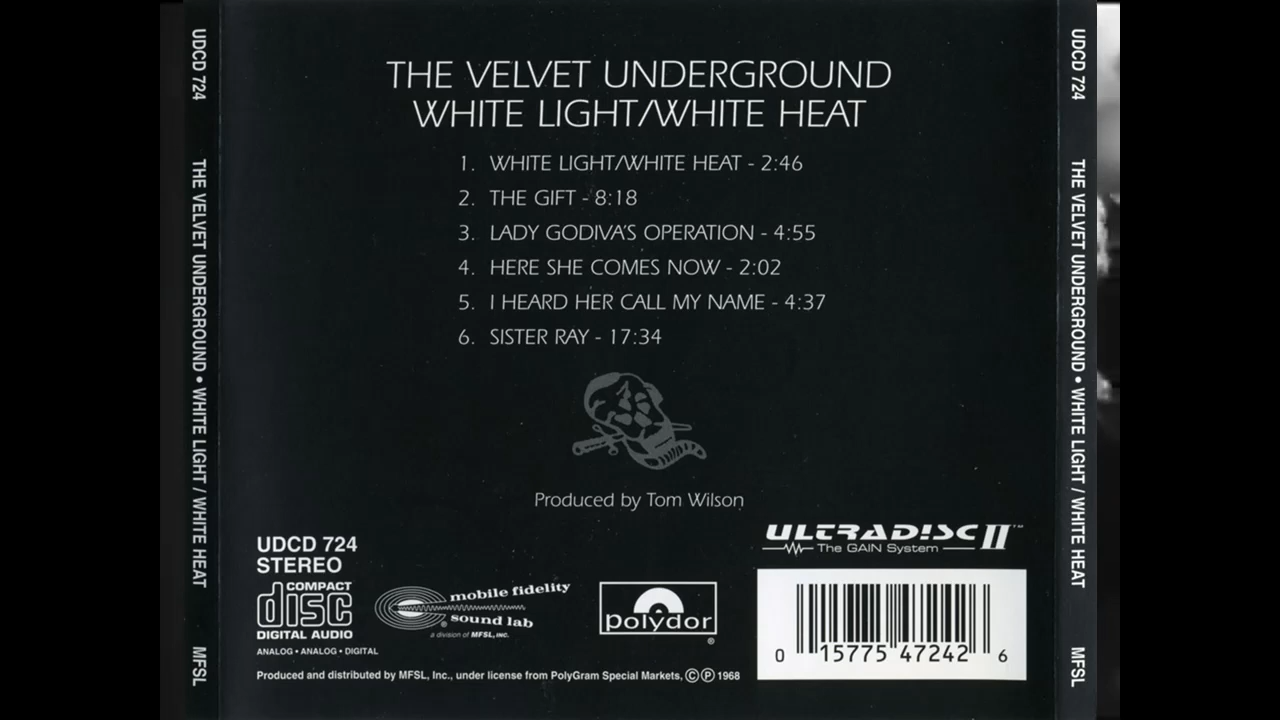 THE VELVET UNDERGROUND
WHITE LIGHT/WHITE HEAT
1. WHITE LIGHT/WHITE HEAT - 2:46
2. THE GIFT - 8:18
3. LADY GODIVA'S OPERATION - 4:55
4. HERE SHE COMES NOW - 2:02
5. I HEARD HER CALL MY NAME - 4:37
6. SISTER RAY - 17:34
Produced by Tom Wilson
UDCD 724
STEREO
COMPACT
disc
DIGITAL AUDIO
ANALOG • ANALOG • DIGITAL
mobile fidelity
sound lab
®
a division of MFSL, INC.
polydor
®
ULTRADISC II™
The GAIN System
0 15775 47242 6
Produced and distributed by MFSL, Inc., under license from PolyGram Special Markets, Ⓒ Ⓟ 1968
UDCD 724 THE VELVET UNDERGROUND • WHITE LIGHT / WHITE HEAT MFSL
UDCD 724 THE VELVET UNDERGROUND • WHITE LIGHT / WHITE HEAT MFSL